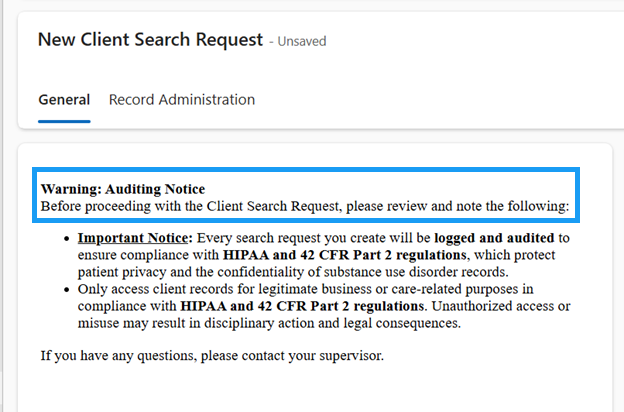 New Client Search Request - Unsaved
General Record Administration
Warning: Auditing Notice
Before proceeding with the Client Search Request, please review and note the following:
• Important Notice: Every search request you create will be logged and audited to
ensure compliance with HIPAA and 42 CFR Part 2 regulations, which protect
patient privacy and the confidentiality of substance use disorder records.
• Only access client records for legitimate business or care-related purposes in
compliance with HIPAA and 42 CFR Part 2 regulations. Unauthorized access or
misuse may result in disciplinary action and legal consequences.
If you have any questions, please contact your supervisor.